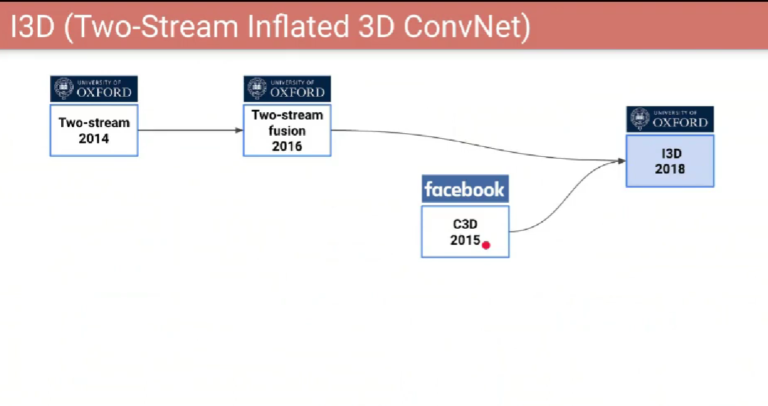 I3D (Two-Stream Inflated 3D ConvNet)
UNIVERSITY OF
OXFORD
Two-stream
2014
UNIVERSITY OF
OXFORD
Two-stream
fusion
2016
facebook
C3D
2015
UNIVERSITY OF
OXFORD
I3D
2018